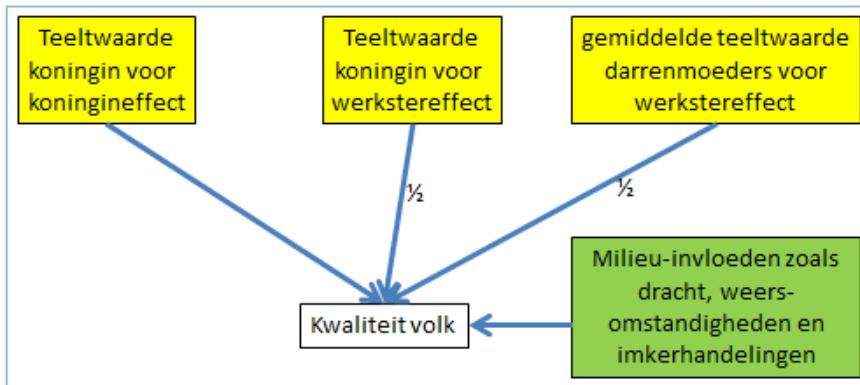 Teeltwaarde
koningin voor
koningineffect
Teeltwaarde
koningin voor
werkstereffect
gemiddelde teeltwaarde
darrenmoeders voor
werkstereffect
½
½
Milieu-invloeden zoals
dracht, weers-
omstandigheden en
imkerhandelingen
Kwaliteit volk